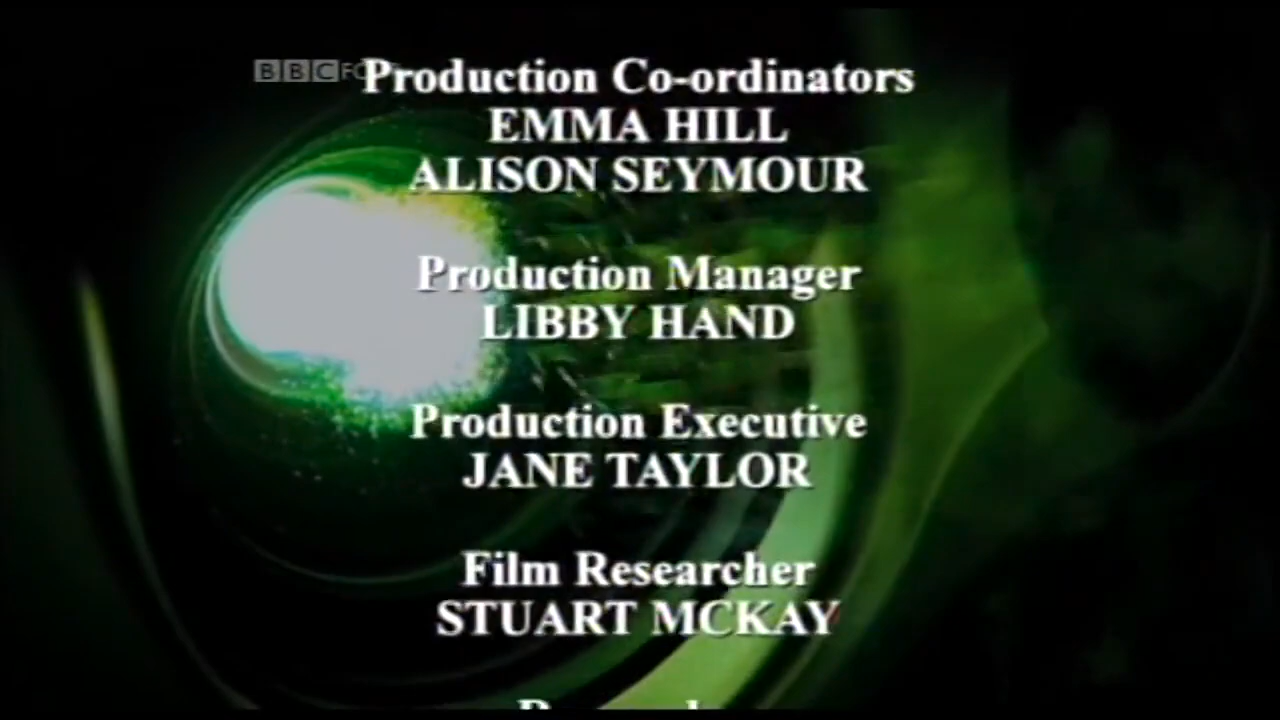 BBC
Production Co-ordinators
EMMA HILL
ALISON SEYMOUR
Production Manager
LIBBY HAND
Production Executive
JANE TAYLOR
Film Researcher
STUART MCKAY